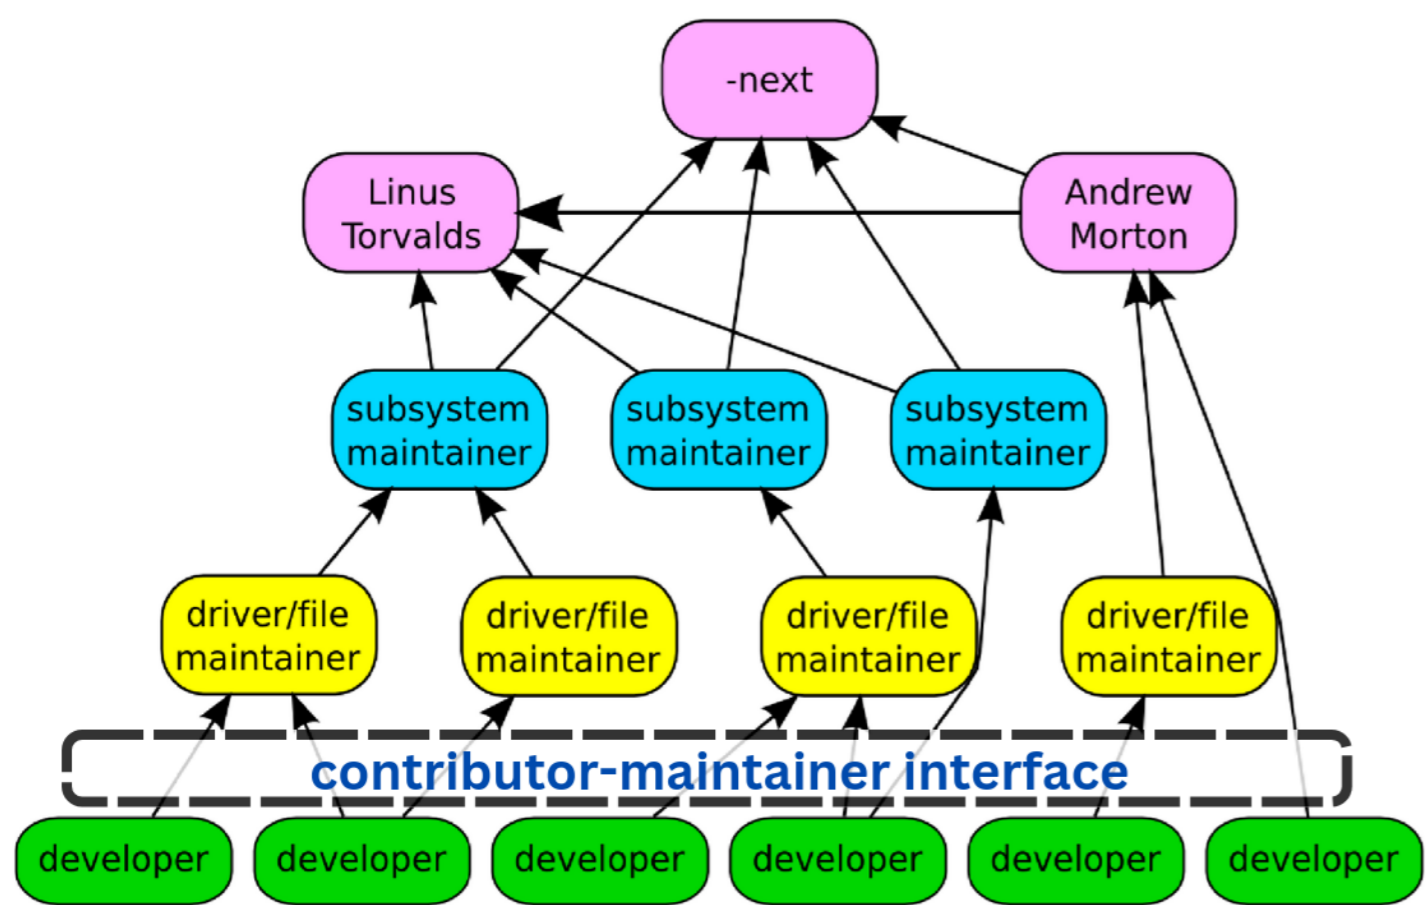 -next
Linus
Torvalds
Andrew
Morton
subsystem
maintainer
subsystem
maintainer
subsystem
maintainer
driver/file
maintainer
driver/file
maintainer
driver/file
maintainer
driver/file
maintainer
contributor-maintainer interface
developer
developer
developer
developer
developer
developer